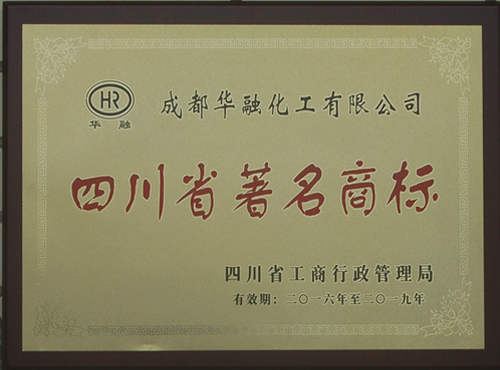 HR
华融
成都华融化工有限公司
四川省著名商标
四川省工商行政管理局
有效期：二〇一六年至二〇一九年